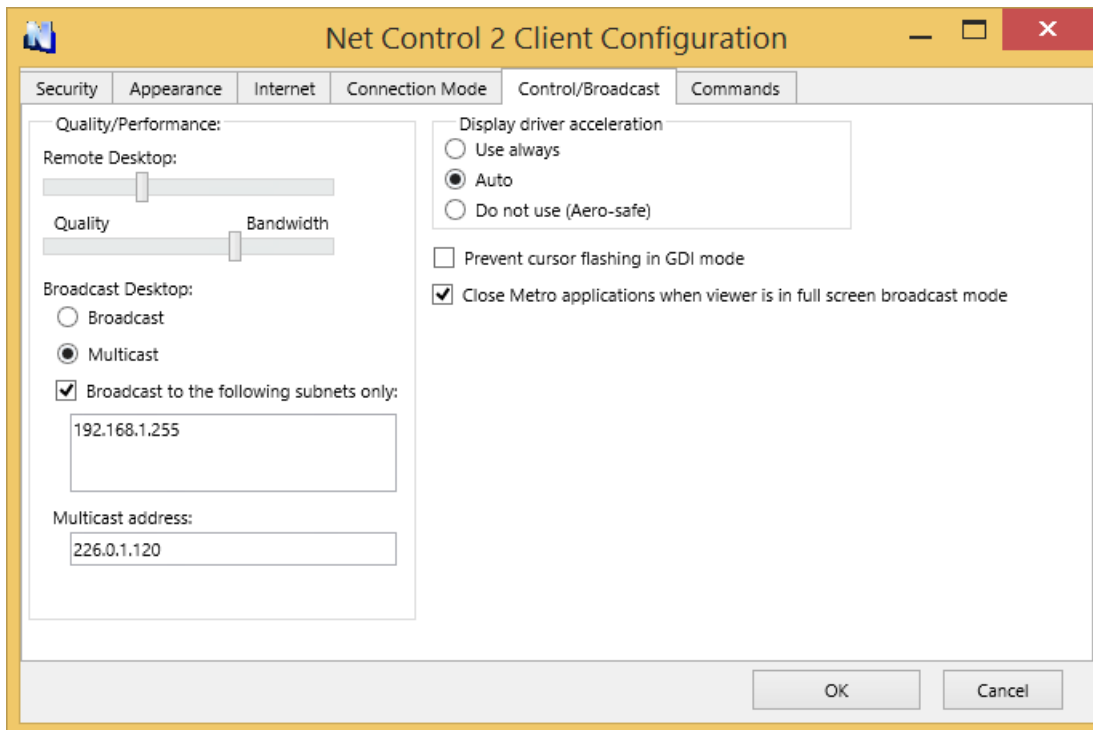 Net Control 2 Client Configuration
Security Appearance Internet Connection Mode Control/Broadcast Commands
Quality/Performance:
Remote Desktop:
Quality Bandwidth
Broadcast Desktop:
Broadcast
Multicast
Broadcast to the following subnets only:
192.168.1.255
Multicast address:
226.0.1.120
Display driver acceleration
Use always
Auto
Do not use (Aero-safe)
Prevent cursor flashing in GDI mode
Close Metro applications when viewer is in full screen broadcast mode
OK Cancel